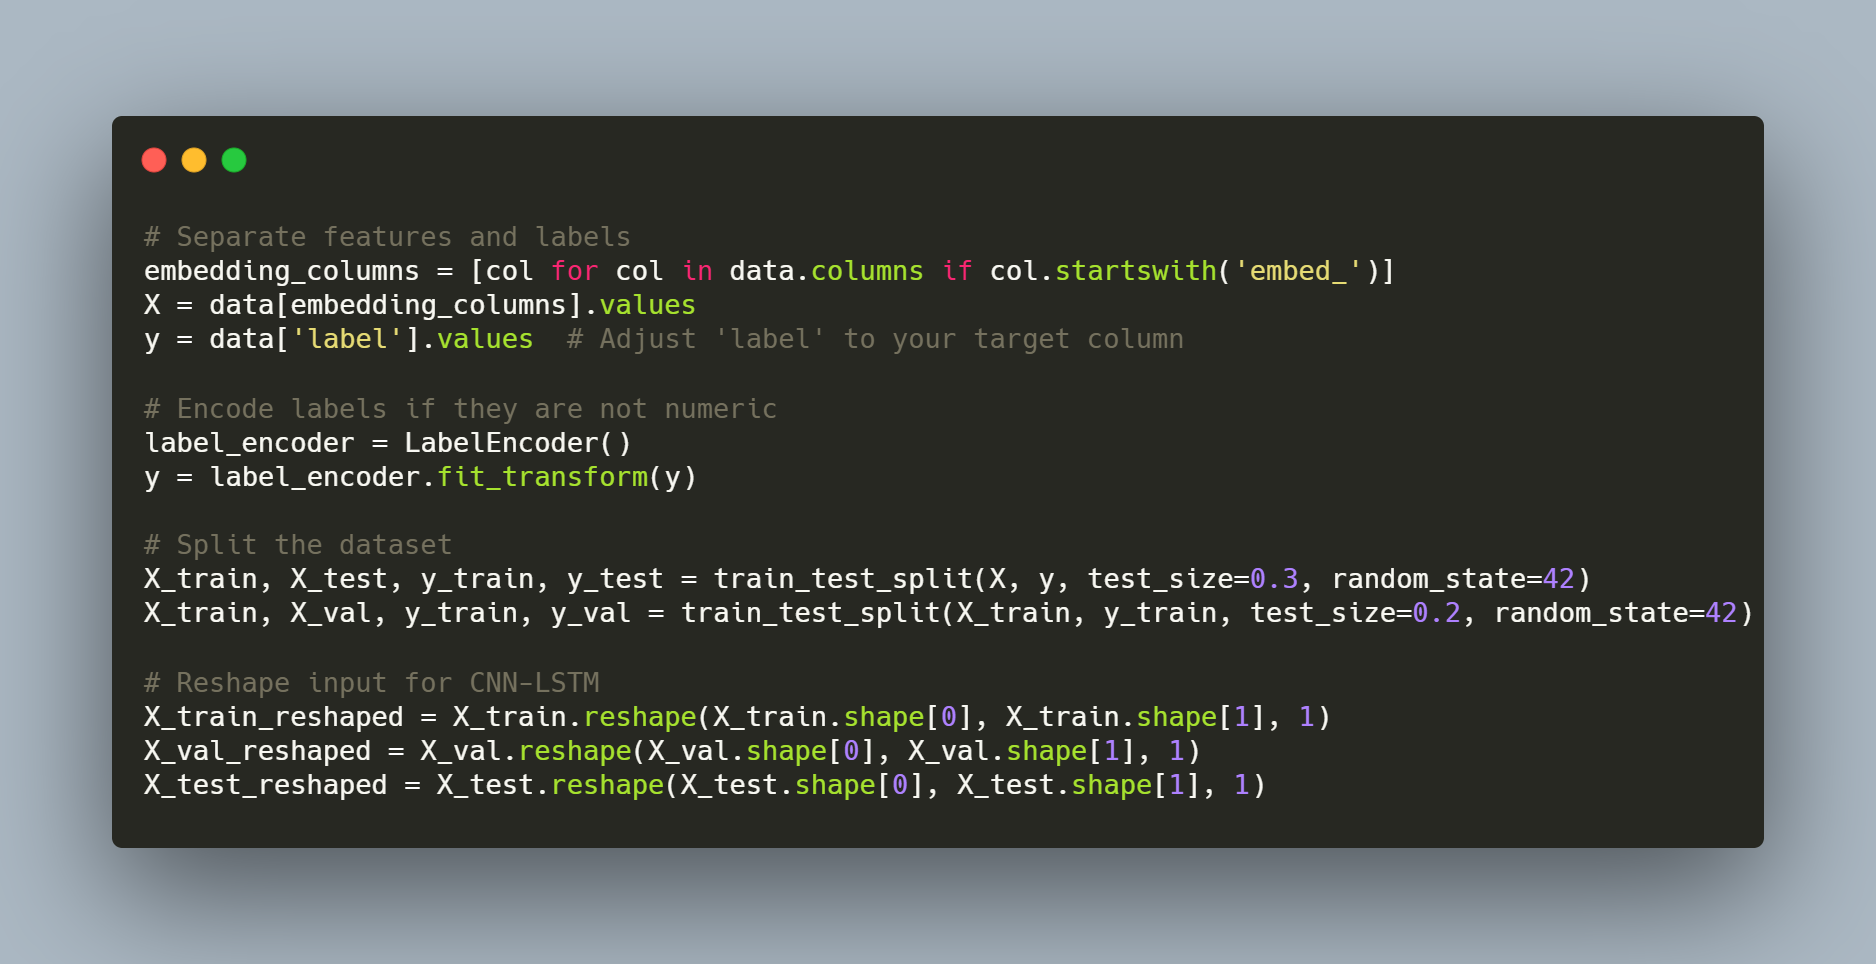 # Separate features and labels
embedding_columns = [col for col in data.columns if col.startswith('embed_')]
X = data[embedding_columns].values
y = data['label'].values  # Adjust 'label' to your target column
# Encode labels if they are not numeric
label_encoder = LabelEncoder()
y = label_encoder.fit_transform(y)
# Split the dataset
X_train, X_test, y_train, y_test = train_test_split(X, y, test_size=0.3, random_state=42)
X_train, X_val, y_train, y_val = train_test_split(X_train, y_train, test_size=0.2, random_state=42)
# Reshape input for CNN-LSTM
X_train_reshaped = X_train.reshape(X_train.shape[0], X_train.shape[1], 1)
X_val_reshaped = X_val.reshape(X_val.shape[0], X_val.shape[1], 1)
X_test_reshaped = X_test.reshape(X_test.shape[0], X_test.shape[1], 1)